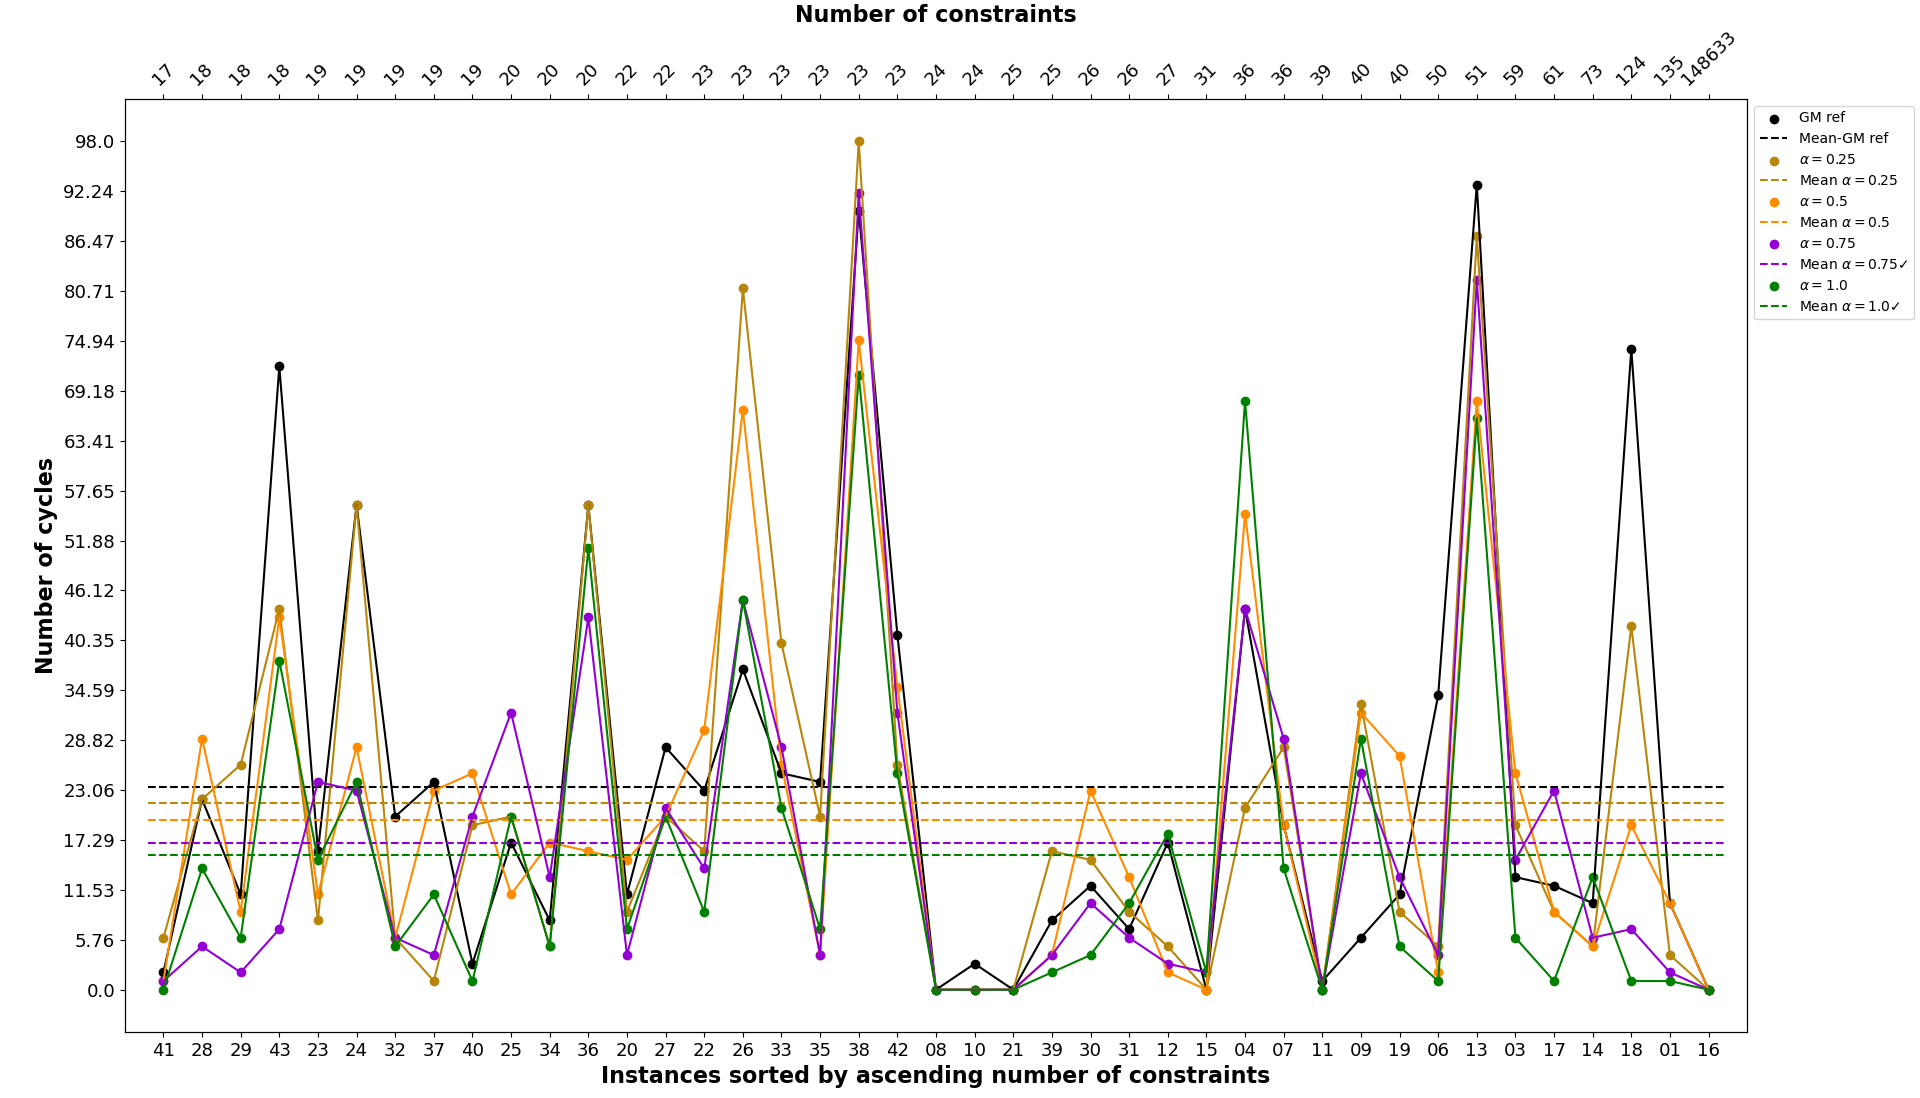 Number of constraints
17 18 18 18 19 19 19 19 19 20 20 20 22 22 23 23 23 23 23 23 24 24 25 25 26 26 27 31 36 36 39 40 40 50 51 59 61 73 124 135 148633
98.0
92.24
86.47
80.71
74.94
69.18
63.41
57.65
51.88
46.12
40.35
34.59
28.82
23.06
17.29
11.53
5.76
0.0
Number of cycles
GM ref
Mean-GM ref
α = 0.25
Mean α = 0.25
α = 0.5
Mean α = 0.5
α = 0.75
Mean α = 0.75✓
α = 1.0
Mean α = 1.0✓
41 28 29 43 23 24 32 37 40 25 34 36 20 27 22 26 33 35 38 42 08 10 21 39 30 31 12 15 04 07 11 09 19 06 13 03 17 14 18 01 16
Instances sorted by ascending number of constraints